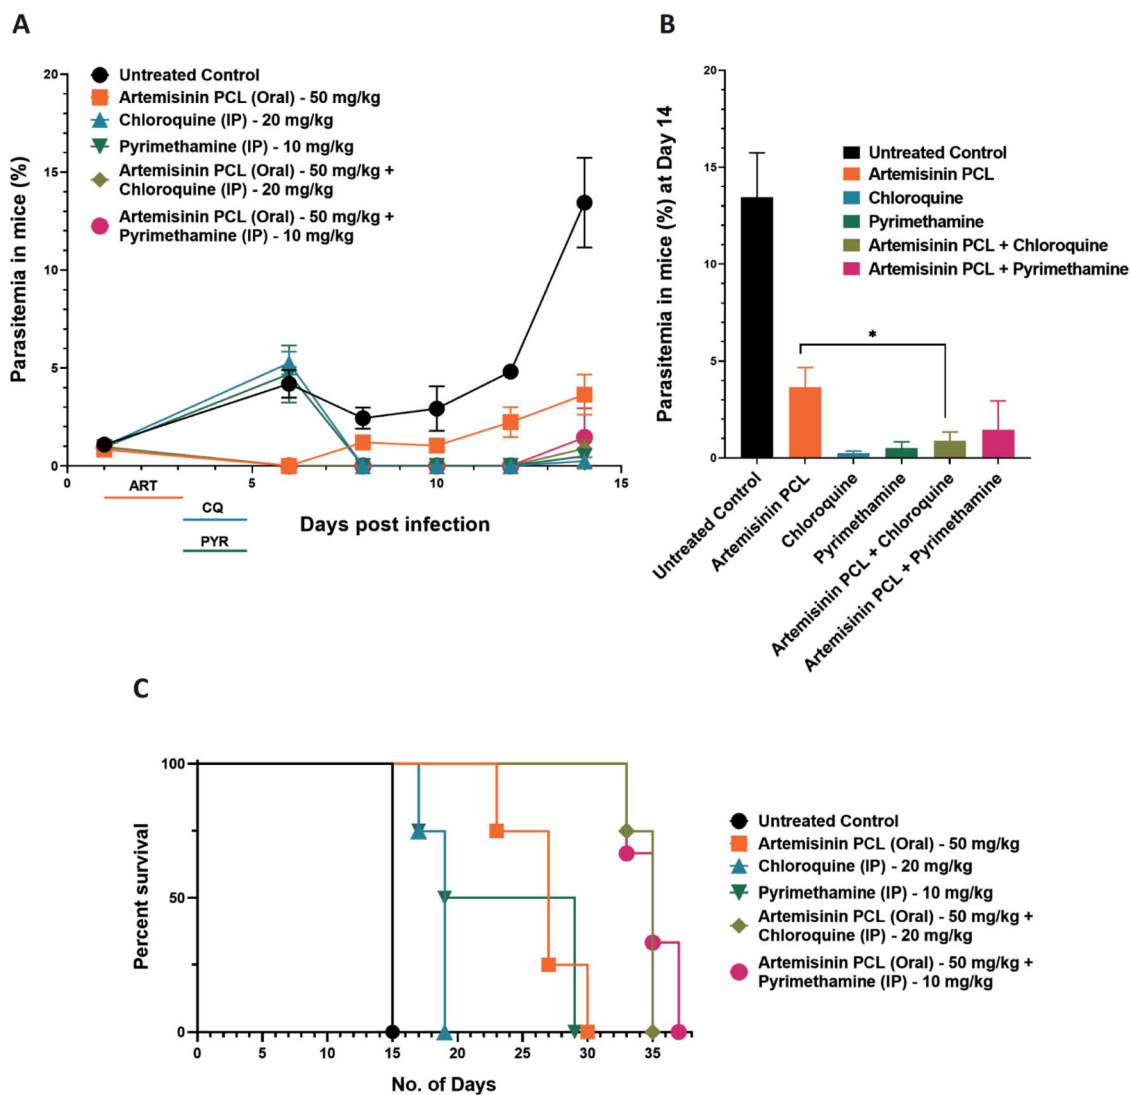 A
Parasitemia in mice (%)
20
15
10
5
0
Untreated Control
Artemisinin PCL (Oral) - 50 mg/kg
Chloroquine (IP) - 20 mg/kg
Pyrimethamine (IP) - 10 mg/kg
Artemisinin PCL (Oral) - 50 mg/kg +
Chloroquine (IP) - 20 mg/kg
Artemisinin PCL (Oral) - 50 mg/kg +
Pyrimethamine (IP) - 10 mg/kg
0 5 10 15
ART
CQ
PYR
Days post infection
B
Parasitemia in mice (%) at Day 14
20
15
10
5
0
Untreated Control
Artemisinin PCL
Chloroquine
Pyrimethamine
Artemisinin PCL + Chloroquine
Artemisinin PCL + Pyrimethamine
*
Untreated Control
Artemisinin PCL
Chloroquine
Pyrimethamine
Artemisinin PCL + Chloroquine
Artemisinin PCL + Pyrimethamine
C
Percent survival
100
50
0
0 5 10 15 20 25 30 35
No. of Days
Untreated Control
Artemisinin PCL (Oral) - 50 mg/kg
Chloroquine (IP) - 20 mg/kg
Pyrimethamine (IP) - 10 mg/kg
Artemisinin PCL (Oral) - 50 mg/kg +
Chloroquine (IP) - 20 mg/kg
Artemisinin PCL (Oral) - 50 mg/kg +
Pyrimethamine (IP) - 10 mg/kg